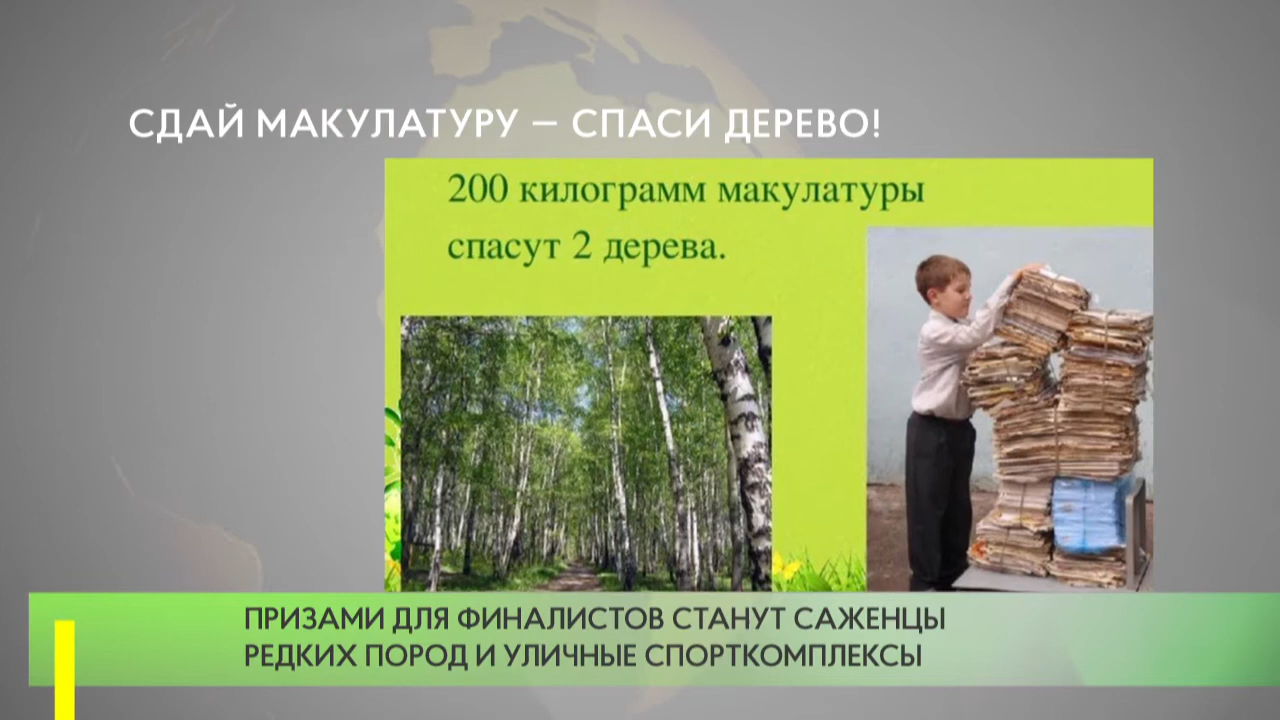 СДАЙ МАКУЛАТУРУ – СПАСИ ДЕРЕВО!
200 килограмм макулатуры
спасут 2 дерева.
ПРИЗАМИ ДЛЯ ФИНАЛИСТОВ СТАНУТ САЖЕНЦЫ
РЕДКИХ ПОРОД И УЛИЧНЫЕ СПОРТКОМПЛЕКСЫ